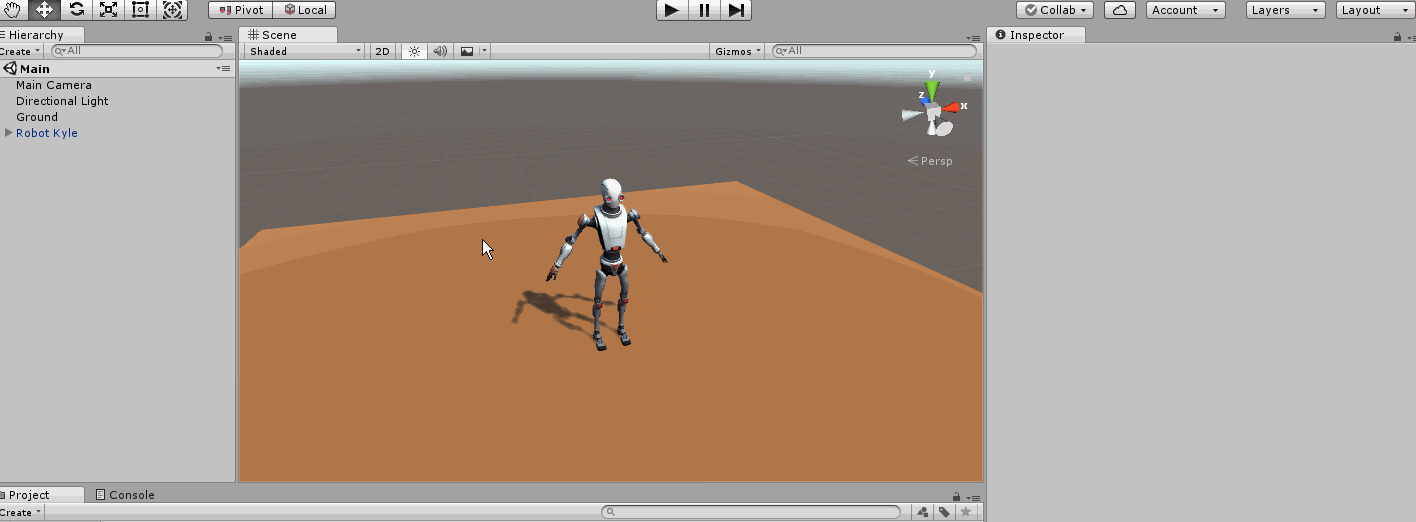 Pivot Local Collab Account Layers Layout
Hierarchy Scene Inspector
Create All Shaded 2D Gizmos All
Main
Main Camera
Directional Light
Ground
Robot Kyle
y
z x
Persp
Project Console
Create